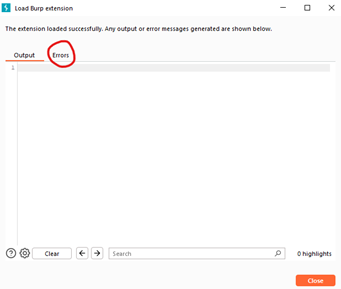 Load Burp extension
The extension loaded successfully. Any output or error messages generated are shown below.
Output Errors
1
Clear Search 0 highlights
Close